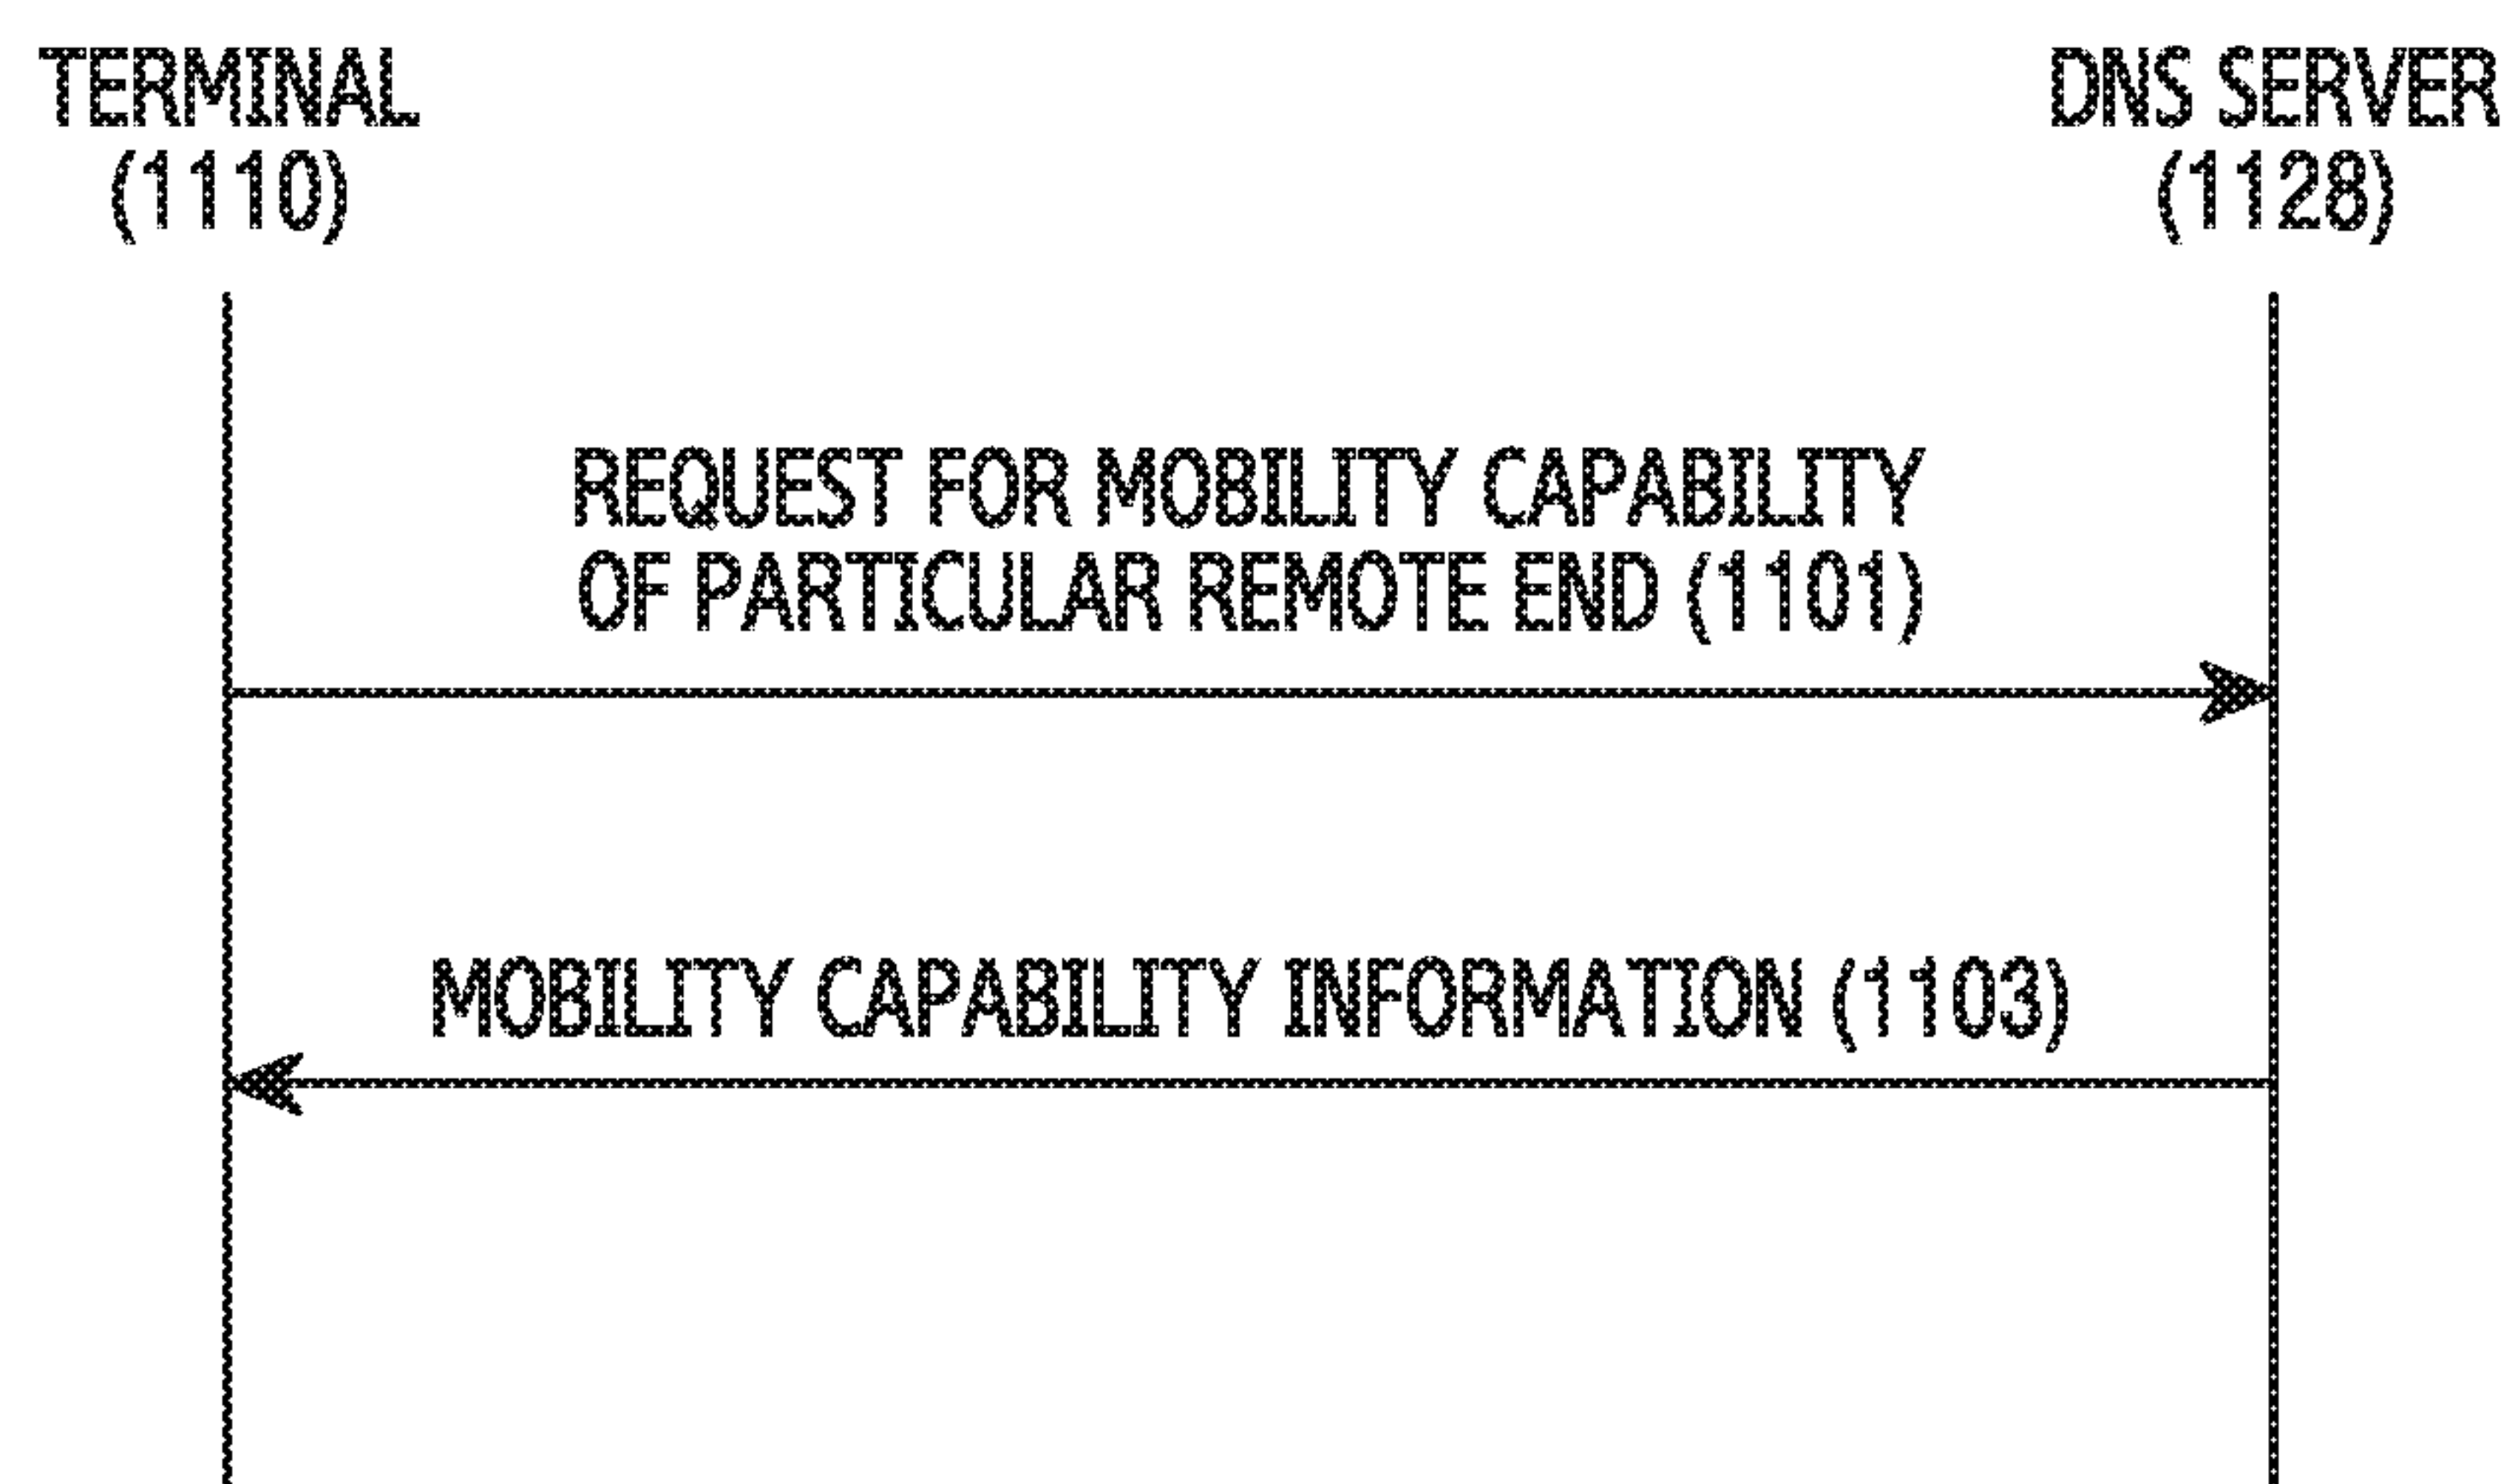 TERMINAL
(1110)
DNS SERVER
(1128)
REQUEST FOR MOBILITY CAPABILITY
OF PARTICULAR REMOTE END (1101)
MOBILITY CAPABILITY INFORMATION (1103)